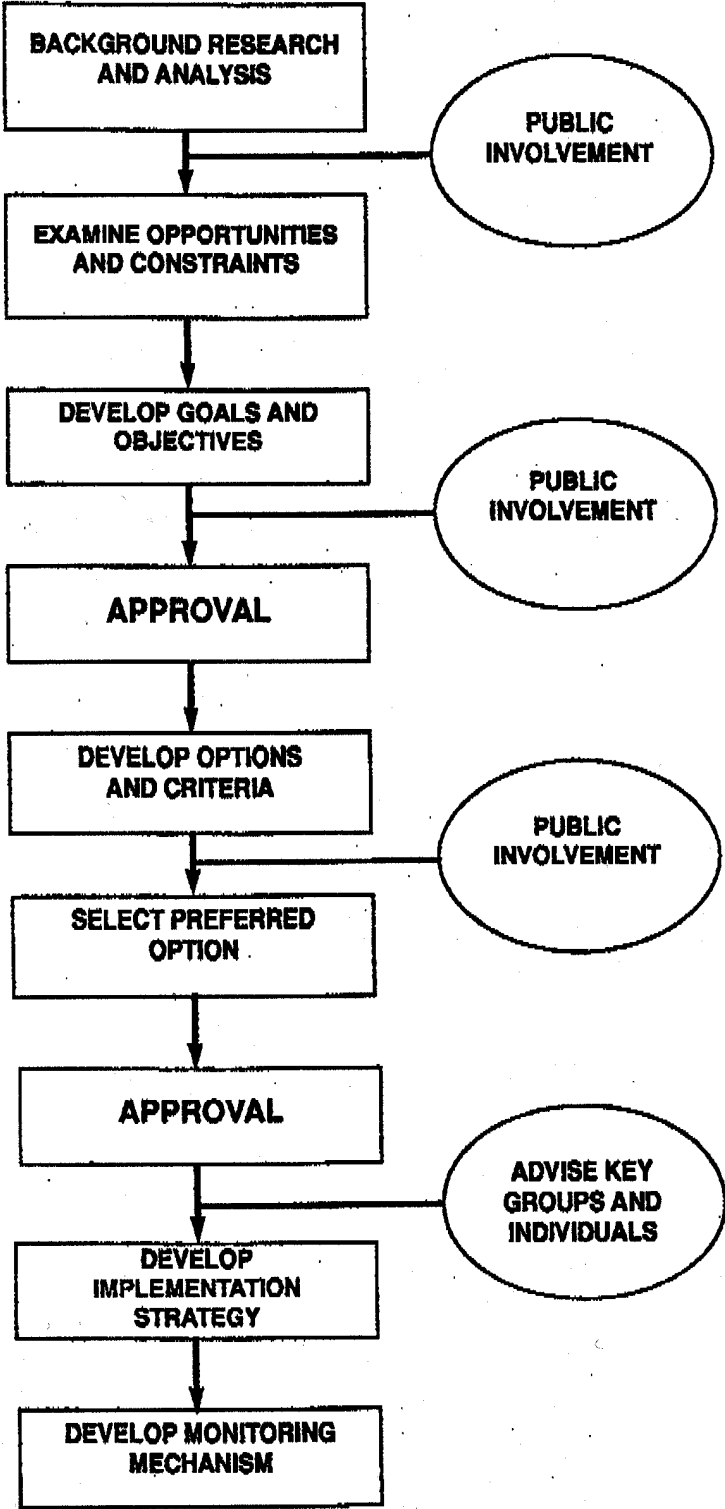 BACKGROUND RESEARCH
AND ANALYSIS
PUBLIC
INVOLVEMENT
EXAMINE OPPORTUNITIES
AND CONSTRAINTS
DEVELOP GOALS AND
OBJECTIVES
PUBLIC
INVOLVEMENT
APPROVAL
DEVELOP OPTIONS
AND CRITERIA
PUBLIC
INVOLVEMENT
SELECT PREFERRED
OPTION
APPROVAL
ADVISE KEY
GROUPS AND
INDIVIDUALS
DEVELOP
IMPLEMENTATION
STRATEGY
DEVELOP MONITORING
MECHANISM